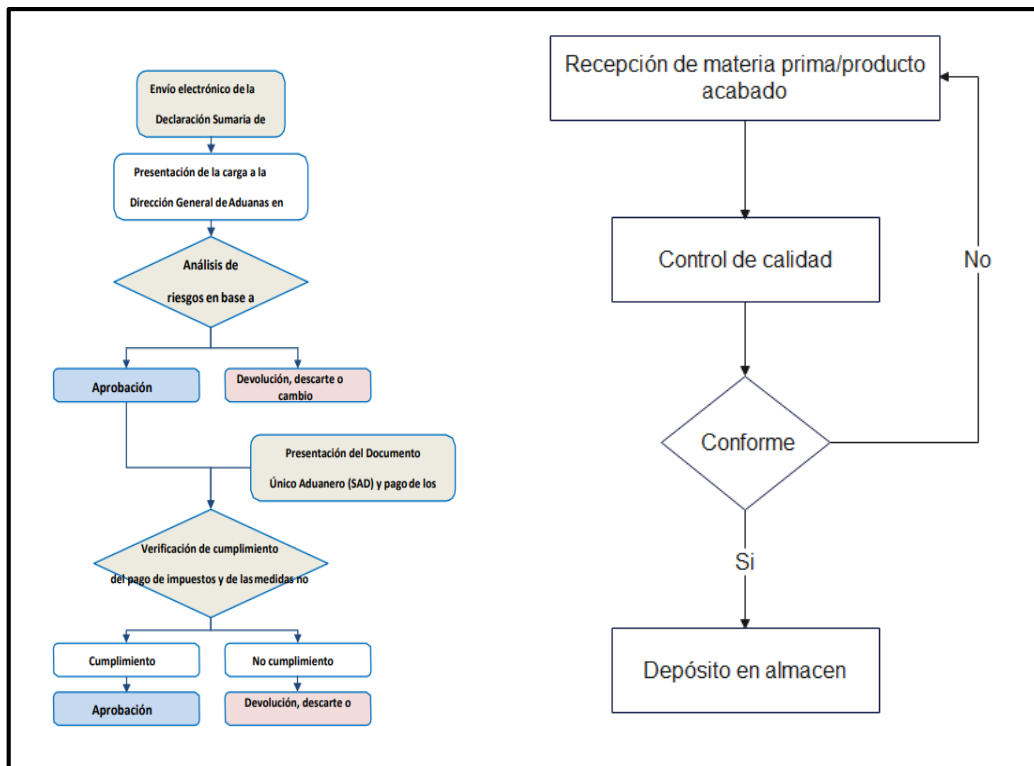 Envío electrónico de la
Declaración Sumaria de
Presentación de la carga a la
Dirección General de Aduanas en
Análisis de
riesgos en base a
Aprobación
Devolución, descarte o
cambio
Presentación del Documento
Único Aduanero (SAD) y pago de los
Verificación de cumplimiento
del pago de impuestos y de las medidas no
Cumplimiento
No cumplimiento
Aprobación
Devolución, descarte o
Recepción de materia prima/producto
acabado
Control de calidad
No
Conforme
Si
Depósito en almacen